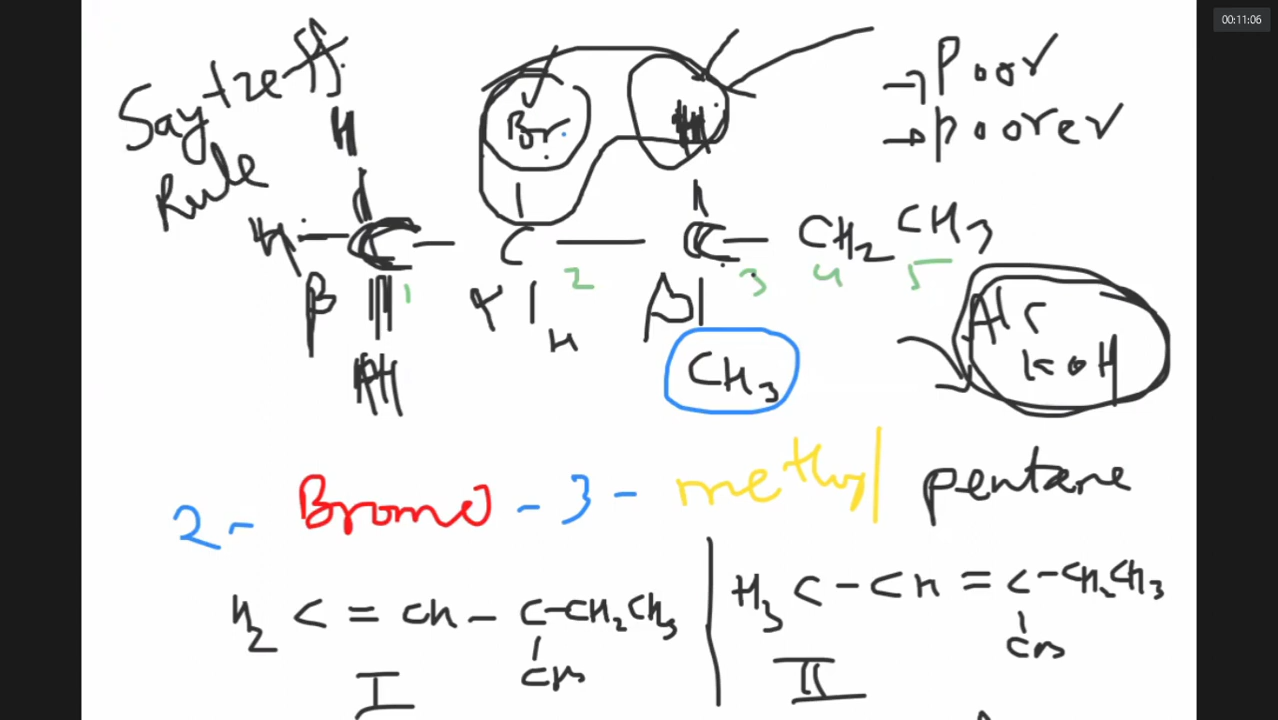 00:11:06
Saytzeff
Rule
→ Poor
→ poorer
H
Br H
H – C – C – C – CH2 CH3
1 2 3 4 5
β α H β
H
CH3
Alc
KOH
2 - Bromo - 3 - methyl pentane
H2C = CH – C – CH2CH3
CH3
I
H3C – CH = C – CH2CH3
CH3
II